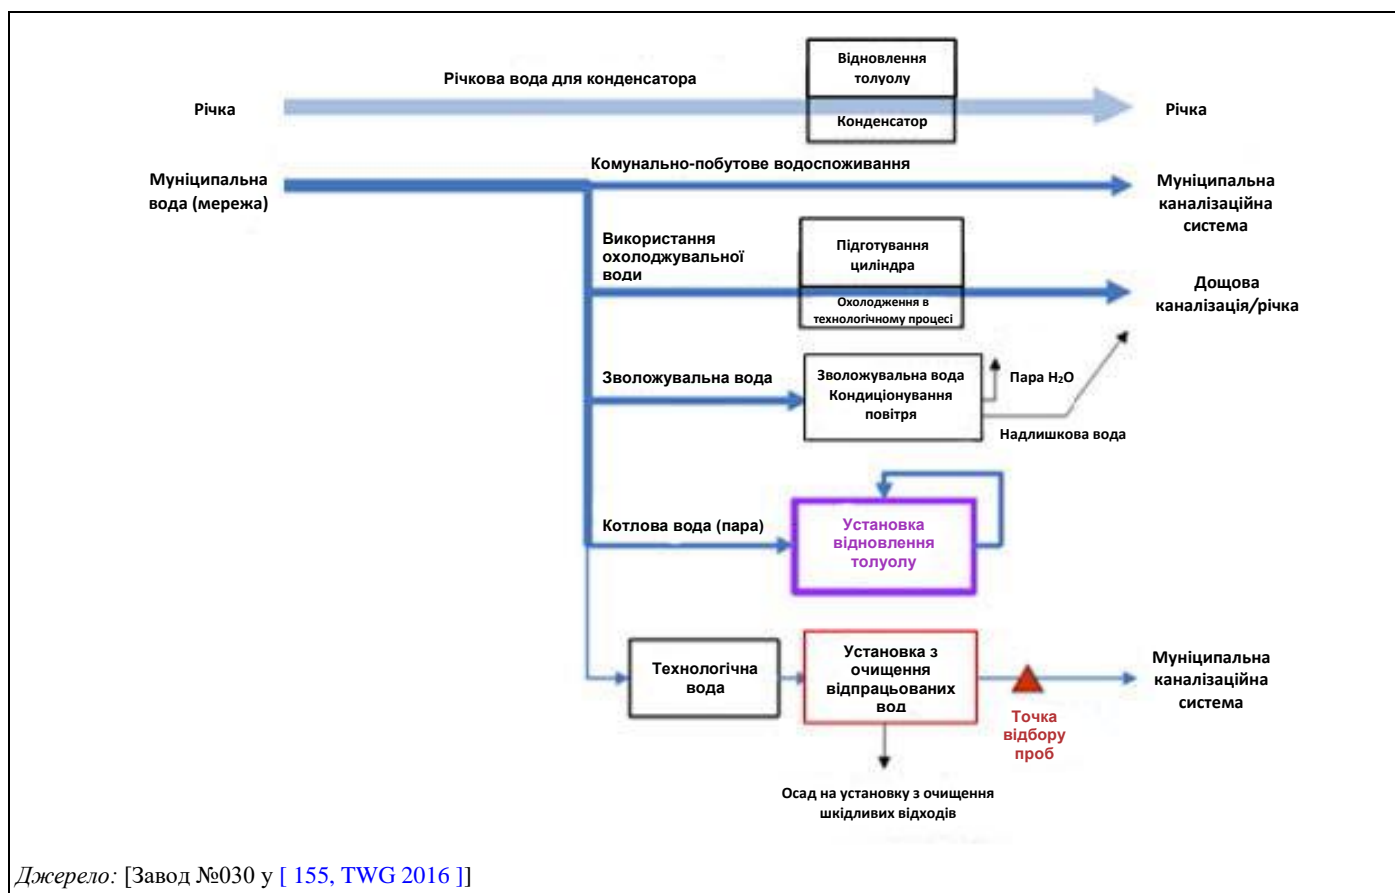 Відновлення
толуолу
Річкова вода для конденсатора
Річка
Конденсатор
Річка
Комунально-побутове водоспоживання
Муніципальна
вода (мережа)
Муніципальна
каналізаційна
система
Використання
охолоджувальної
води
Підготування
циліндра
Охолодження в
технологічному процесі
Дощова
каналізація/річка
Зволожувальна вода
Зволожувальна вода
Кондиціонування
повітря
Пара H₂O
Надлишкова вода
Котлова вода (пара)
Установка
відновлення
толуолу
Технологічна
вода
Установка з
очищення
відпрацьованих
вод
Точка
відбору
проб
Муніципальна
каналізаційна
система
Осад на установку з очищення
шкідливих відходів
Джерело: [Завод №030 у [ 155, TWG 2016 ]]